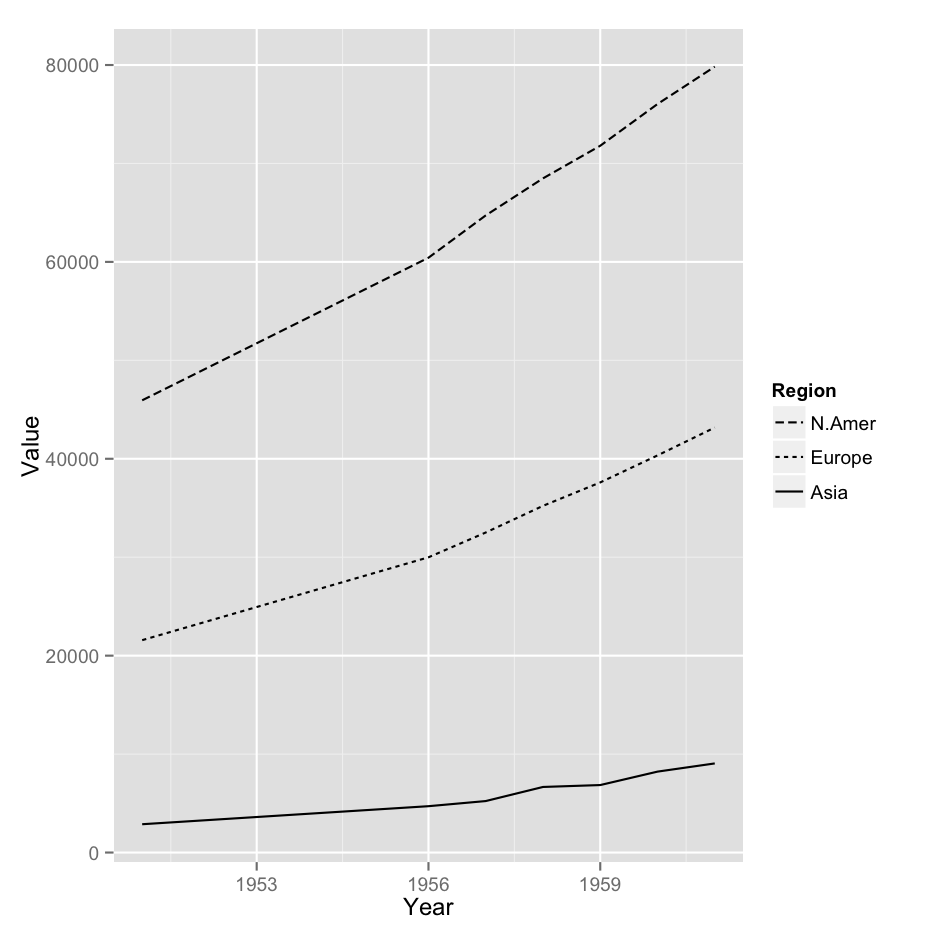 80000
60000
40000
20000
0
Value
1953
1956
1959
Year
Region
N.Amer
Europe
Asia